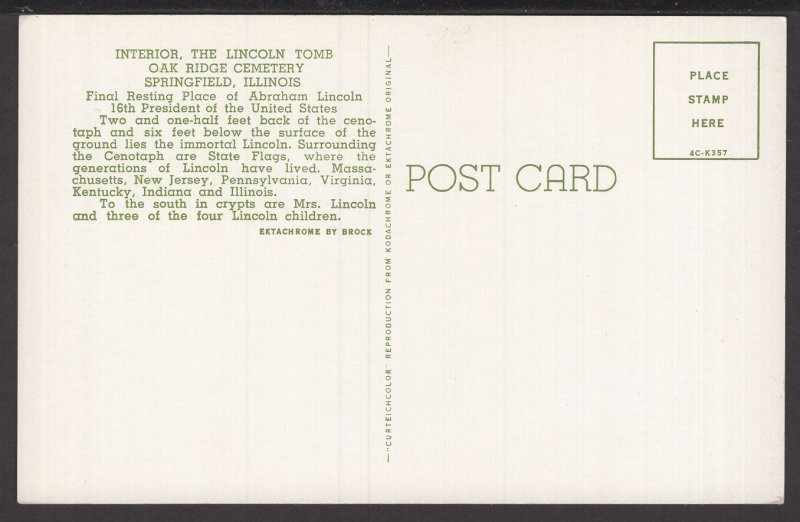 INTERIOR, THE LINCOLN TOMB
OAK RIDGE CEMETERY
SPRINGFIELD, ILLINOIS
Final Resting Place of Abraham Lincoln
16th President of the United States
Two and one-half feet back of the ceno-
taph and six feet below the surface of the
ground lies the immortal Lincoln. Surrounding
the Cenotaph are State Flags, where the
generations of Lincoln have lived. Massa-
chusetts, New Jersey, Pennsylvania, Virginia,
Kentucky, Indiana and Illinois.
To the south in crypts are Mrs. Lincoln
and three of the four Lincoln children.
EKTACHROME BY BROCK
—"CURTEICHCOLOR" REPRODUCTION FROM KODACHROME OR EKTACHROME ORIGINAL—
POST CARD
PLACE
STAMP
HERE
4C-K357